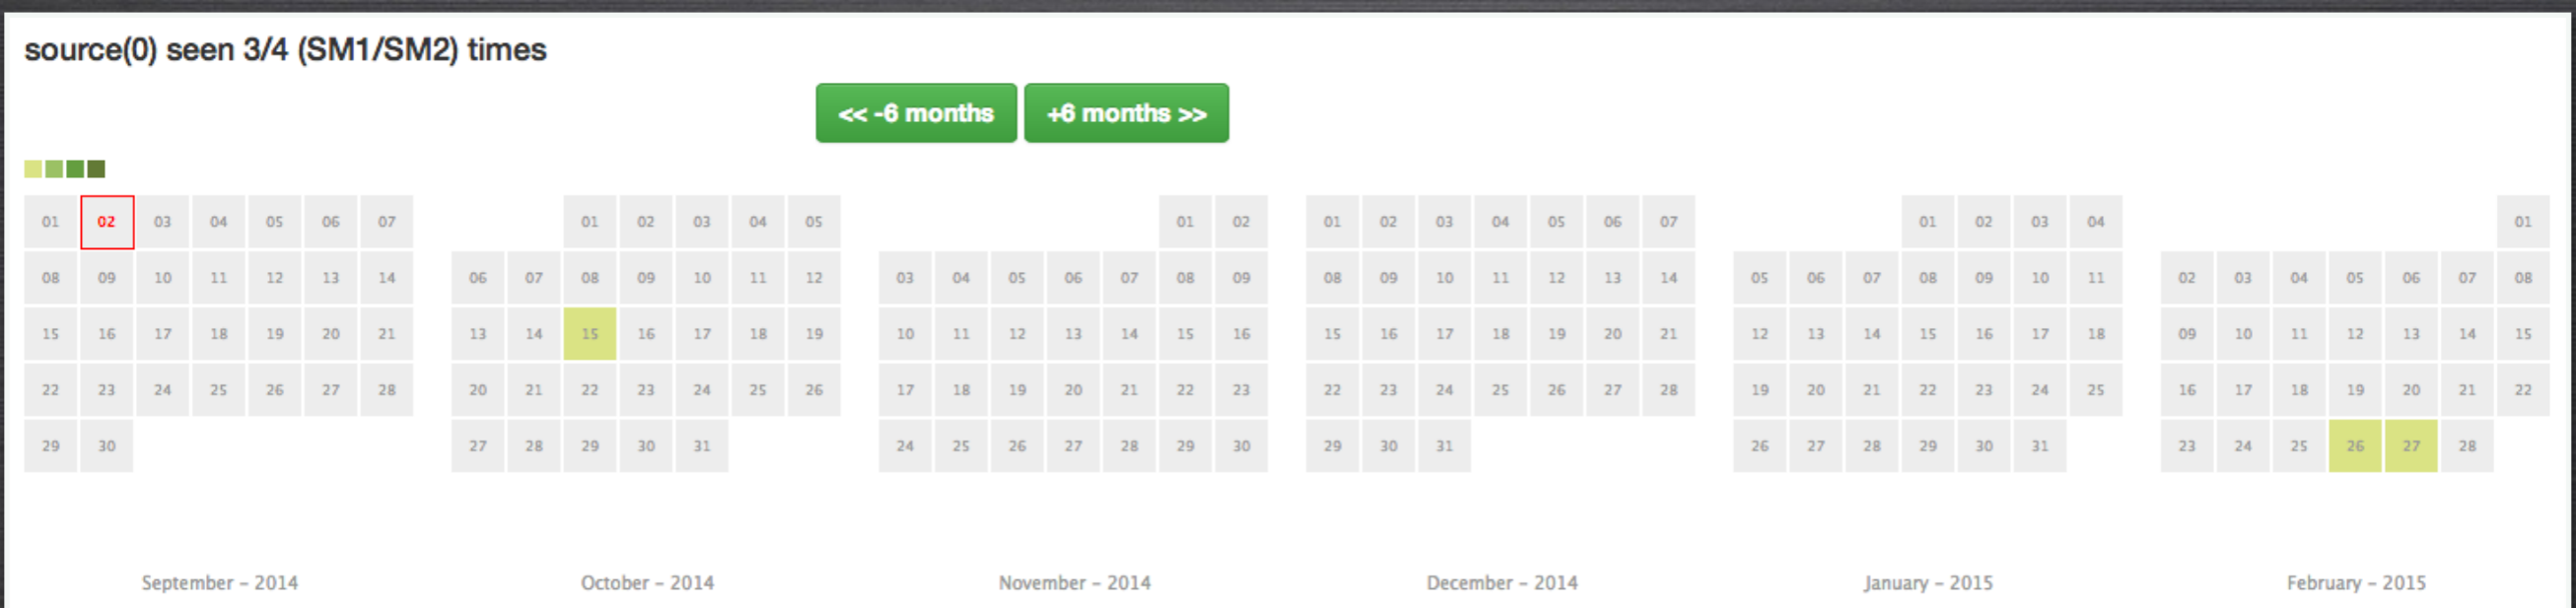 source(0) seen 3/4 (SM1/SM2) times
<< -6 months +6 months >>
01 02 03 04 05 06 07
08 09 10 11 12 13 14
15 16 17 18 19 20 21
22 23 24 25 26 27 28
29 30
September - 2014
01 02 03 04 05
06 07 08 09 10 11 12
13 14 15 16 17 18 19
20 21 22 23 24 25 26
27 28 29 30 31
October - 2014
01 02
03 04 05 06 07 08 09
10 11 12 13 14 15 16
17 18 19 20 21 22 23
24 25 26 27 28 29 30
November - 2014
01 02 03 04 05 06 07
08 09 10 11 12 13 14
15 16 17 18 19 20 21
22 23 24 25 26 27 28
29 30 31
December - 2014
01 02 03 04
05 06 07 08 09 10 11
12 13 14 15 16 17 18
19 20 21 22 23 24 25
26 27 28 29 30 31
January - 2015
01
02 03 04 05 06 07 08
09 10 11 12 13 14 15
16 17 18 19 20 21 22
23 24 25 26 27 28
February - 2015